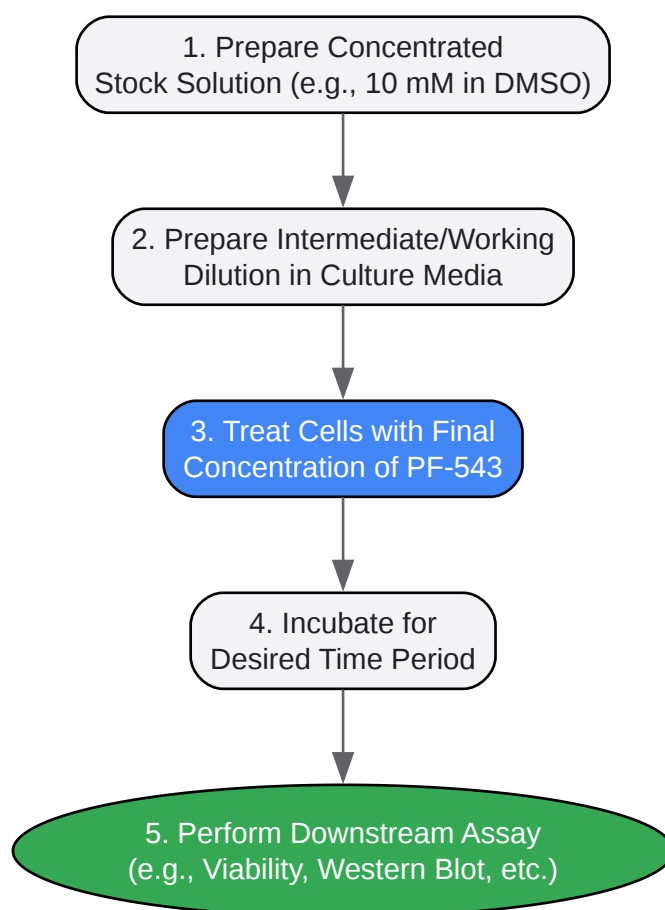 1. Prepare Concentrated
Stock Solution (e.g., 10 mM in DMSO)
2. Prepare Intermediate/Working
Dilution in Culture Media
3. Treat Cells with Final
Concentration of PF-543
4. Incubate for
Desired Time Period
5. Perform Downstream Assay
(e.g., Viability, Western Blot, etc.)